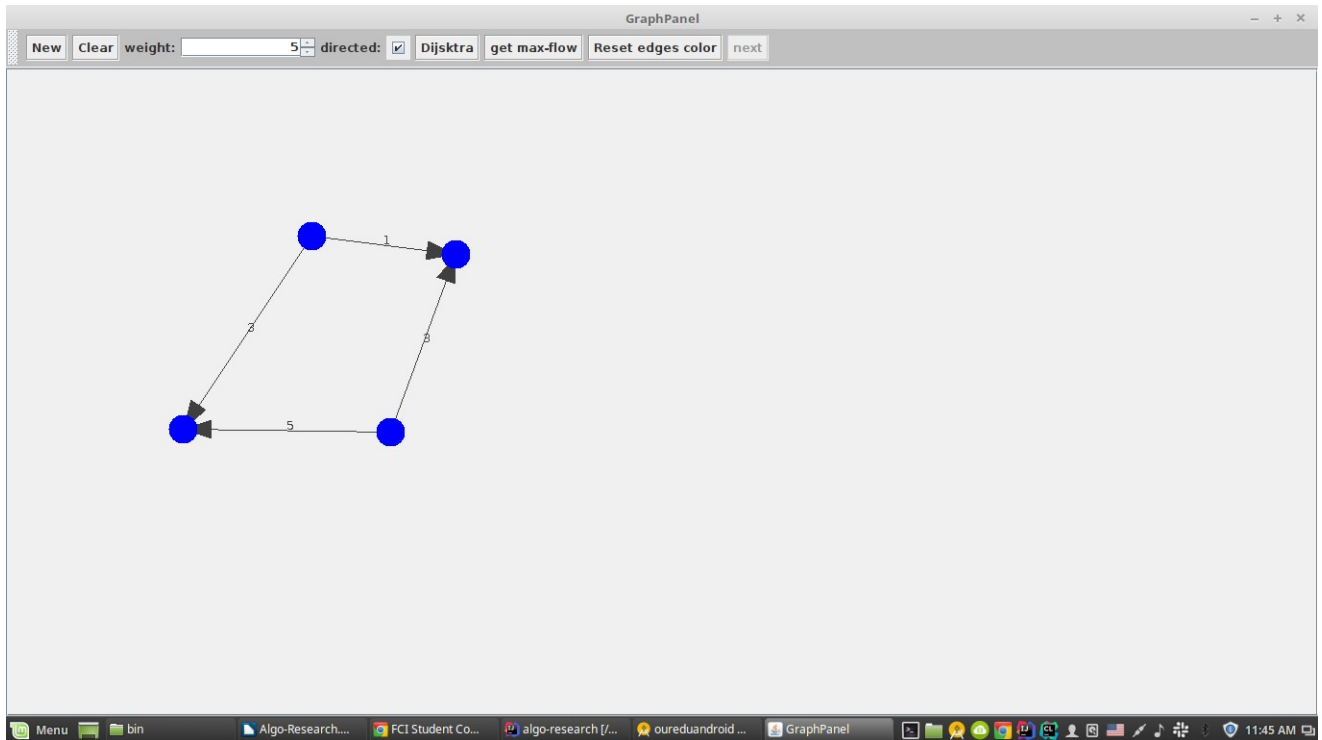 GraphPanel
New Clear weight: 5 directed: Dijsktra get max-flow Reset edges color next
1
3
3
5
Menu bin Algo-Research.... FCI Student Co... algo-research [/... oureduandroid ... GraphPanel 11:45 AM